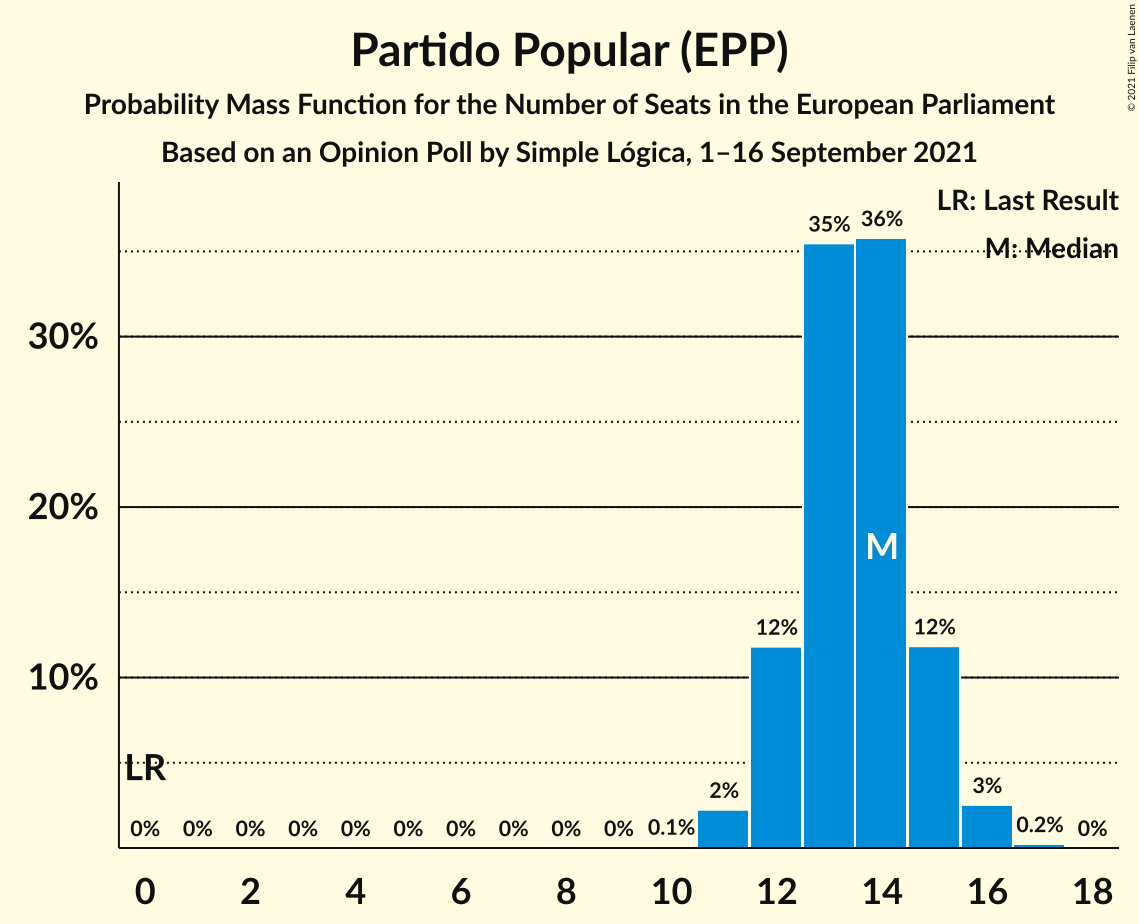 Partido Popular (EPP)
Probability Mass Function for the Number of Seats in the European Parliament
Based on an Opinion Poll by Simple Lógica, 1–16 September 2021
© 2021 Filip van Laenen
LR: Last Result
M: Median
35% 36%
30%
20%
M
12% 12%
10%
LR
2% 3%
0% 0% 0% 0% 0% 0% 0% 0% 0% 0% 0.1% 0.2% 0%
0 2 4 6 8 10 12 14 16 18